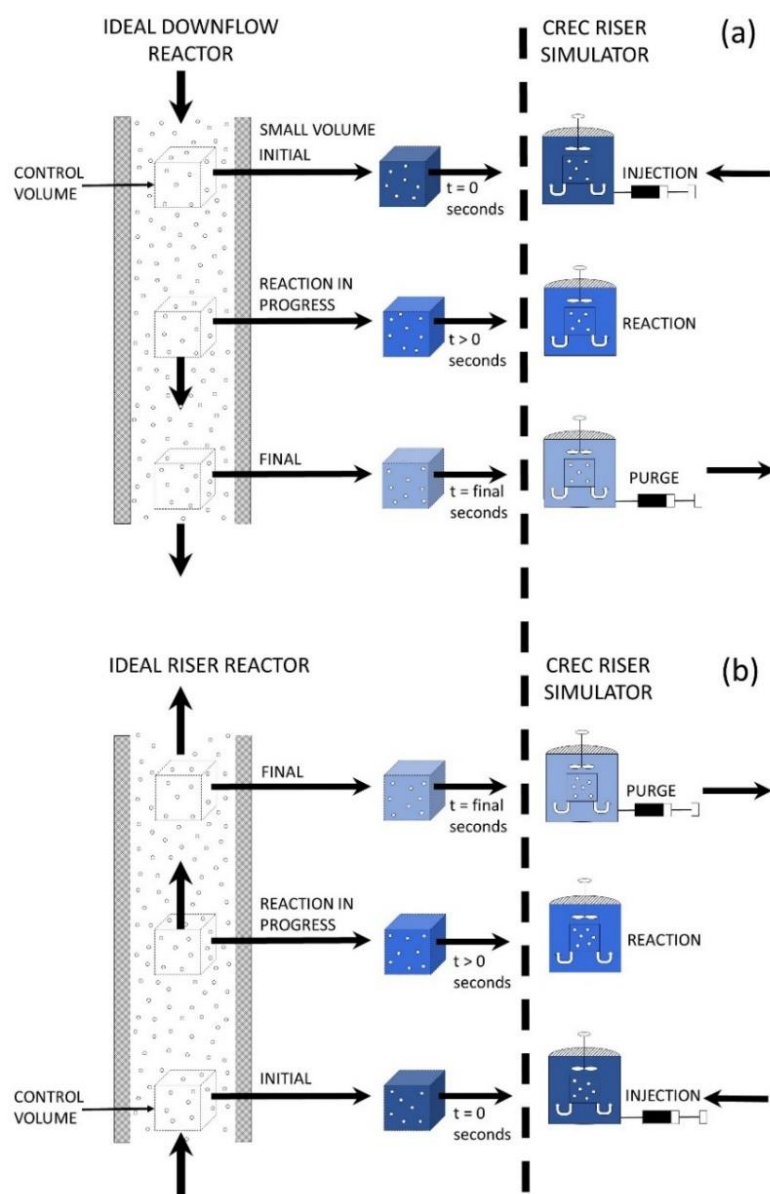 IDEAL DOWNFLOW
REACTOR
CREC RISER
SIMULATOR
(a)
SMALL VOLUME
INITIAL
CONTROL
VOLUME
t = 0
seconds
INJECTION
REACTION IN
PROGRESS
t > 0
seconds
REACTION
FINAL
t = final
seconds
PURGE
IDEAL RISER REACTOR
CREC RISER
SIMULATOR
(b)
FINAL
t = final
seconds
PURGE
REACTION IN
PROGRESS
t > 0
seconds
REACTION
INITIAL
CONTROL
VOLUME
t = 0
seconds
INJECTION